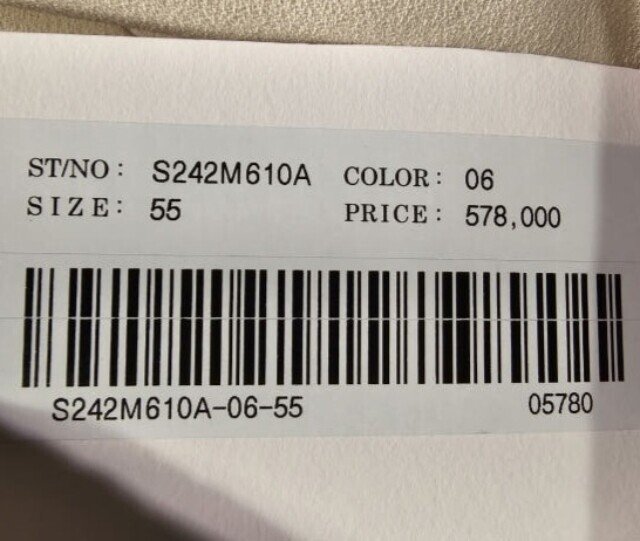 ST/NO: S242M610A COLOR: 06
SIZE: 55 PRICE: 578,000
S242M610A-06-55 05780